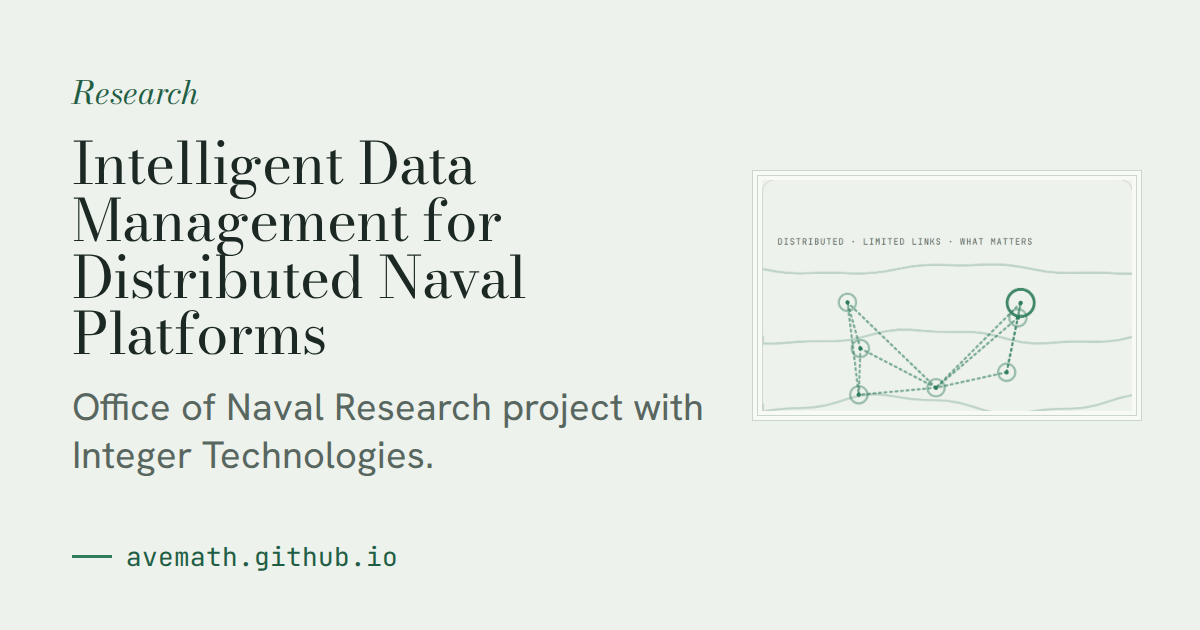 Research
Intelligent Data
Management for
Distributed Naval
Platforms
Office of Naval Research project with
Integer Technologies.
avemath.github.io
DISTRIBUTED · LIMITED LINKS · WHAT MATTERS